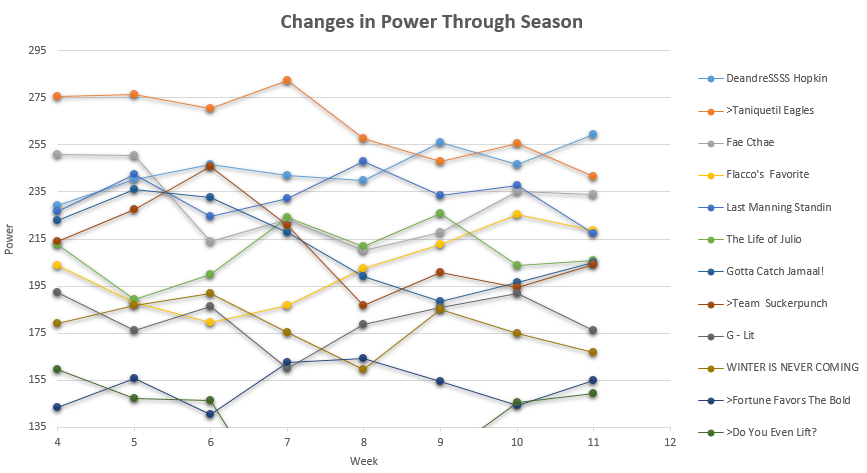 Changes in Power Through Season
295
275
255
235
215
195
175
155
135
Power
4 5 6 7 8 9 10 11 12
Week
DeandreSSSS Hopkin
>Taniquetil Eagles
Fae Cthae
Flacco's Favorite
Last Manning Standin
The Life of Julio
Gotta Catch Jamaal!
>Team Suckerpunch
G - Lit
WINTER IS NEVER COMING
>Fortune Favors The Bold
>Do You Even Lift?